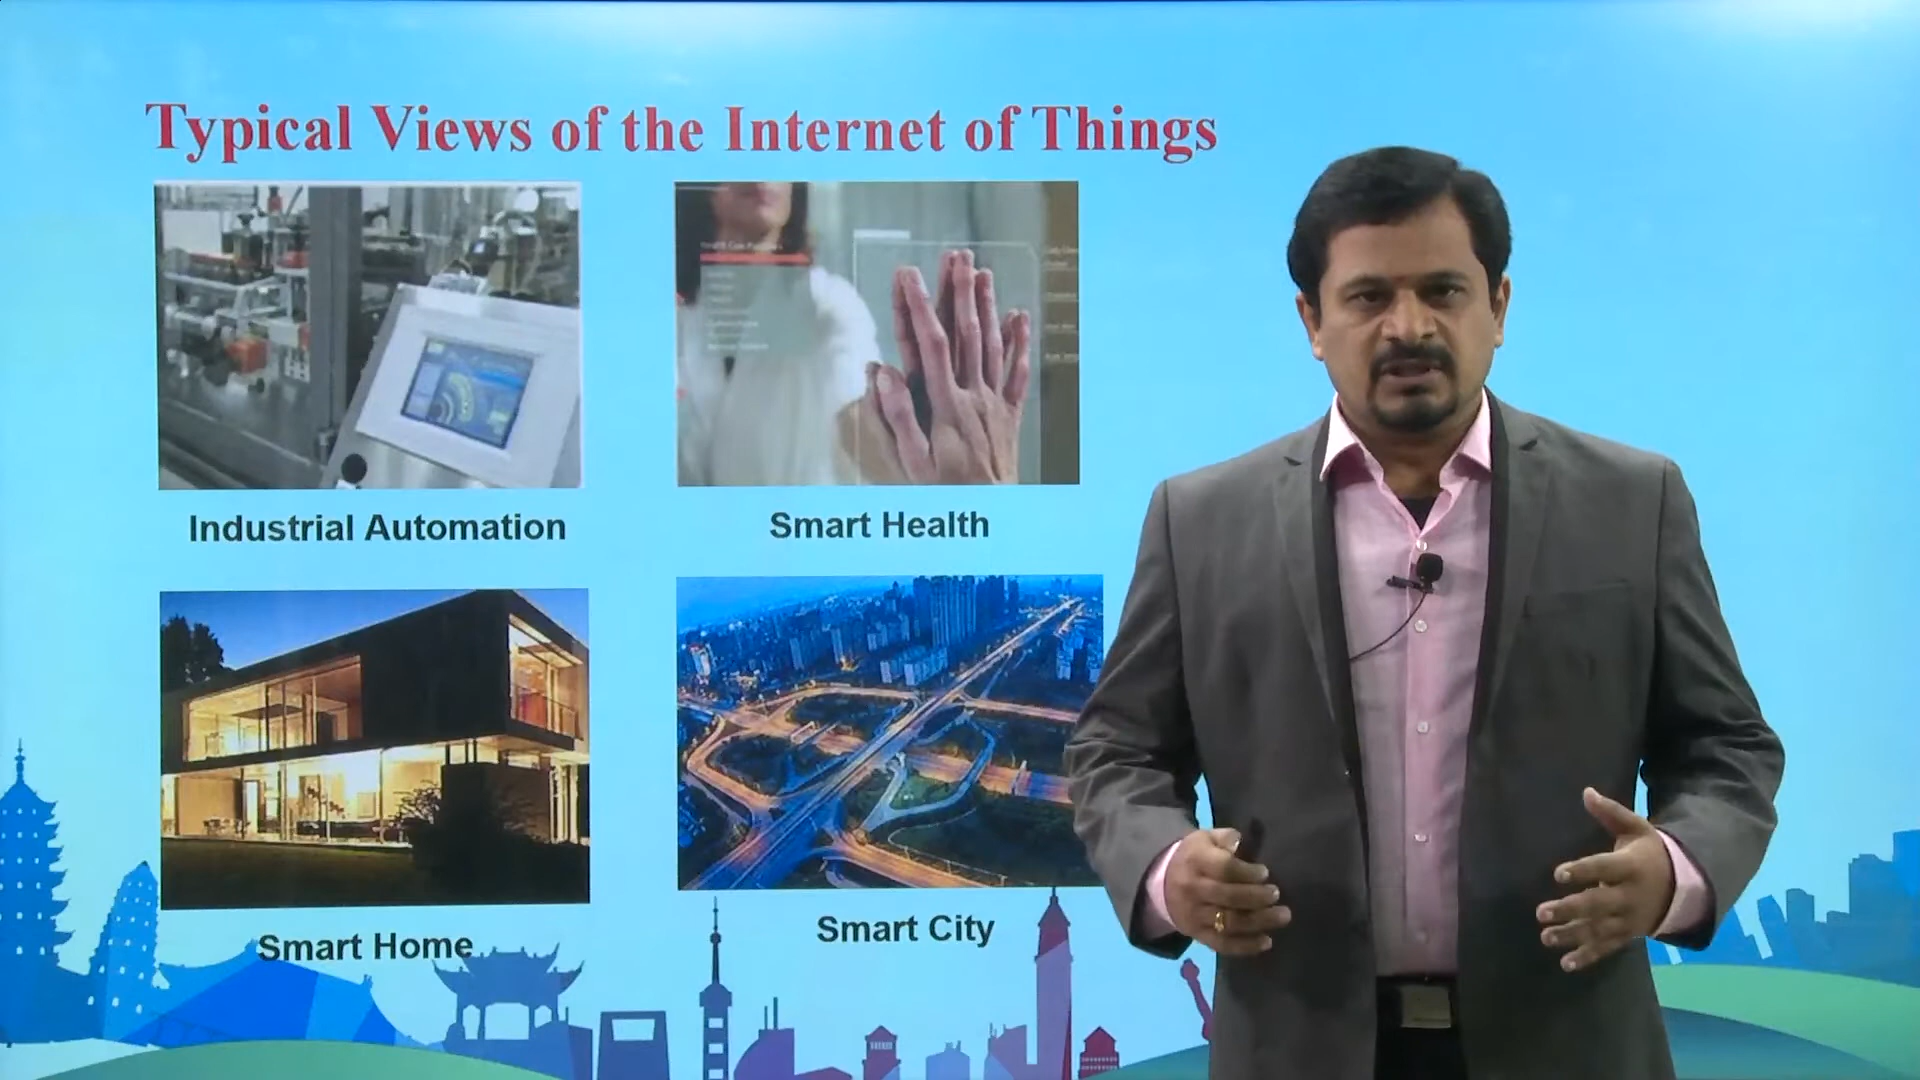 Typical Views of the Internet of Things
Industrial Automation
Smart Health
Smart Home
Smart City